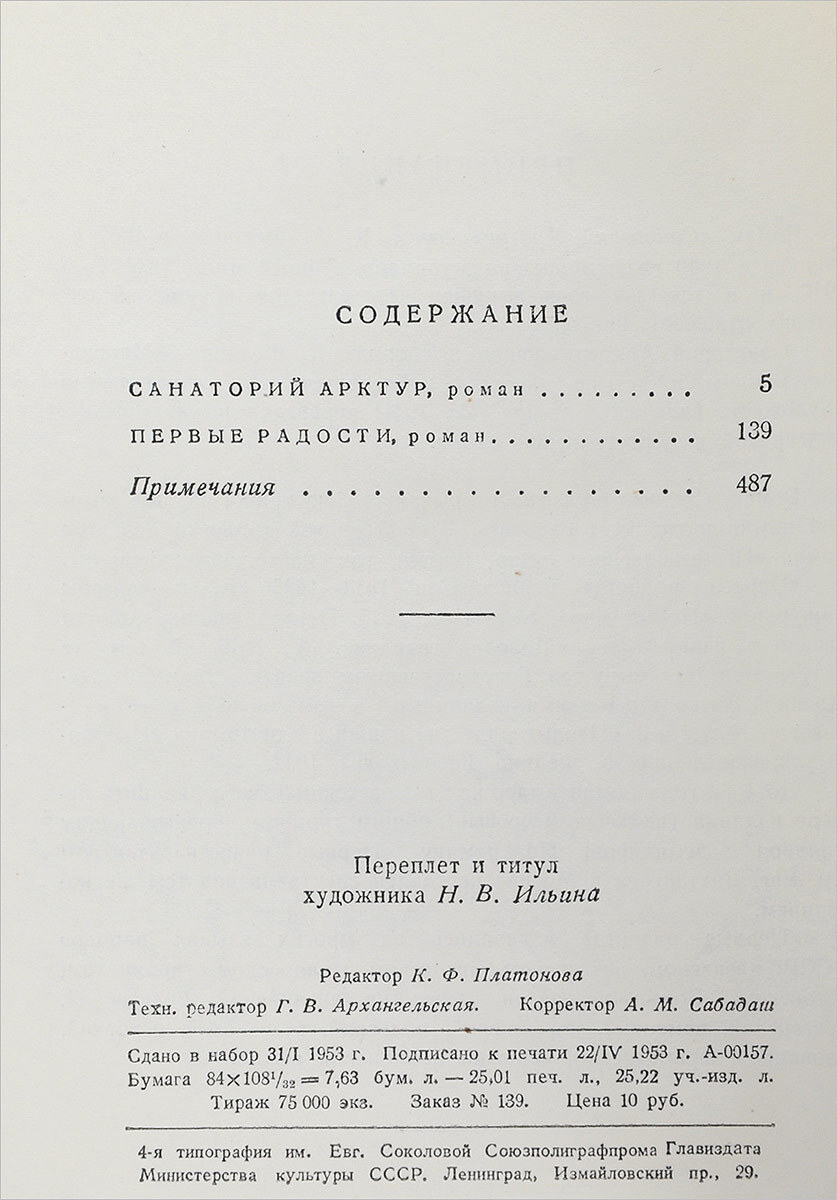 СОДЕРЖАНИЕ
САНАТОРИЙ АРКТУР, роман . . . . . . . . . 5
ПЕРВЫЕ РАДОСТИ, роман. . . . . . . . . . . . 139
Примечания . . . . . . . . . . . . . . . . . 487
Переплет и титул
художника Н. В. Ильина
Редактор К. Ф. Платонова
Техн. редактор Г. В. Архангельская. Корректор А. М. Сабадаш
Сдано в набор 31/I 1953 г. Подписано к печати 22/IV 1953 г. А-00157.
Бумага 84×108¹/₃₂ = 7,63 бум. л. — 25,01 печ. л., 25,22 уч.-изд. л.
Тираж 75 000 экз. Заказ № 139. Цена 10 руб.
4-я типография им. Евг. Соколовой Союзполиграфпрома Главиздата
Министерства культуры СССР. Ленинград, Измайловский пр., 29.